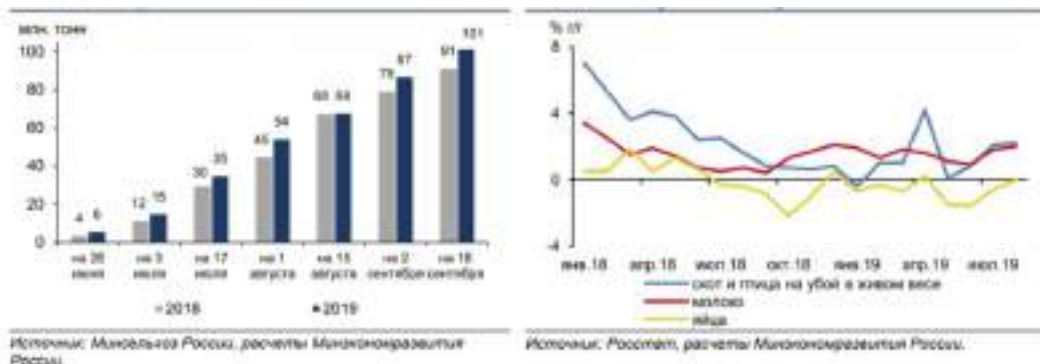 млн. тонн
100
80
60
40
20
0
4 6
12 15
30 35
45 54
68 68
79 87
91 101
на 26 июня
на 3 июля
на 17 июля
на 1 августа
на 15 августа
на 2 сентября
на 18 сентября
2018 2019
Источник: Минсельхоз России, расчеты Минэкономразвития
России.
% г/г
8
4
0
-4
янв.18 апр.18 июл.18 окт.18 янв.19 апр.19 июл.19
скот и птица на убой в живом весе
молоко
яйца
Источник: Росстат, расчеты Минэкономразвития России.